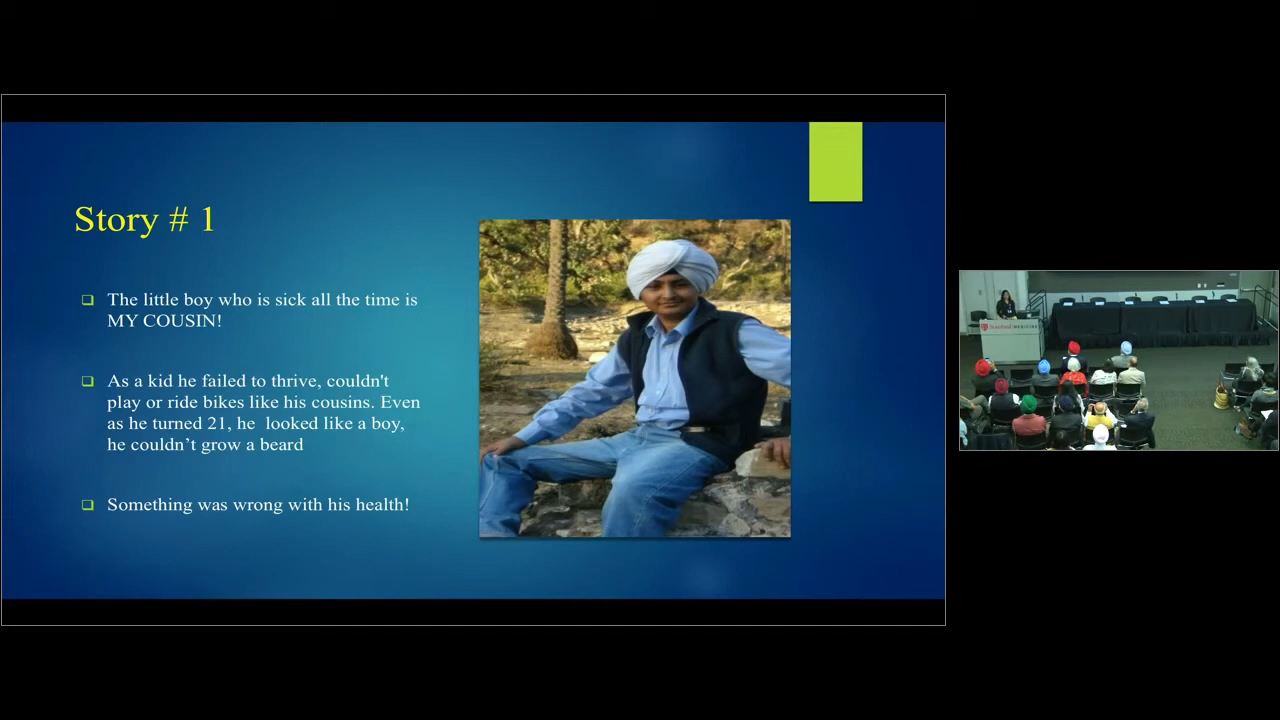 Story # 1
The little boy who is sick all the time is
MY COUSIN!
As a kid he failed to thrive, couldn't
play or ride bikes like his cousins. Even
as he turned 21, he looked like a boy,
he couldn’t grow a beard
Something was wrong with his health!
Stanford MEDICINE